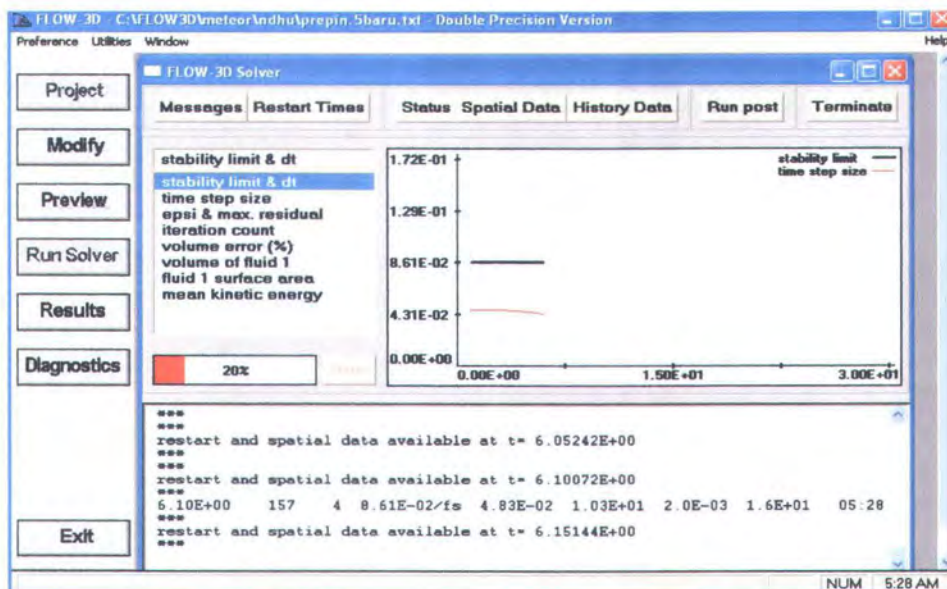 FLOW-3D - C:\FLOW3D\meteor\ndhu\prepin.5baru.txt - Double Precision Version
Preference Utilities Window Help
FLOW-3D Solver
Project
Modify
Preview
Run Solver
Results
Diagnostics
Exit
Messages Restart Times Status Spatial Data History Data Run post Terminate
stability limit & dt
stability limit & dt
time step size
epsi & max. residual
iteration count
volume error (%)
volume of fluid 1
fluid 1 surface area
mean kinetic energy
20%
stability limit
time step size
1.72E-01
1.29E-01
8.61E-02
4.31E-02
0.00E+00
0.00E+00 1.50E+01 3.00E+01
***
***
restart and spatial data available at t= 6.05242E+00
***
***
restart and spatial data available at t= 6.10072E+00
***
6.10E+00 157 4 8.61E-02/fs 4.83E-02 1.03E+01 2.0E-03 1.6E+01 05:28
***
restart and spatial data available at t= 6.15144E+00
***
NUM 5:28 AM